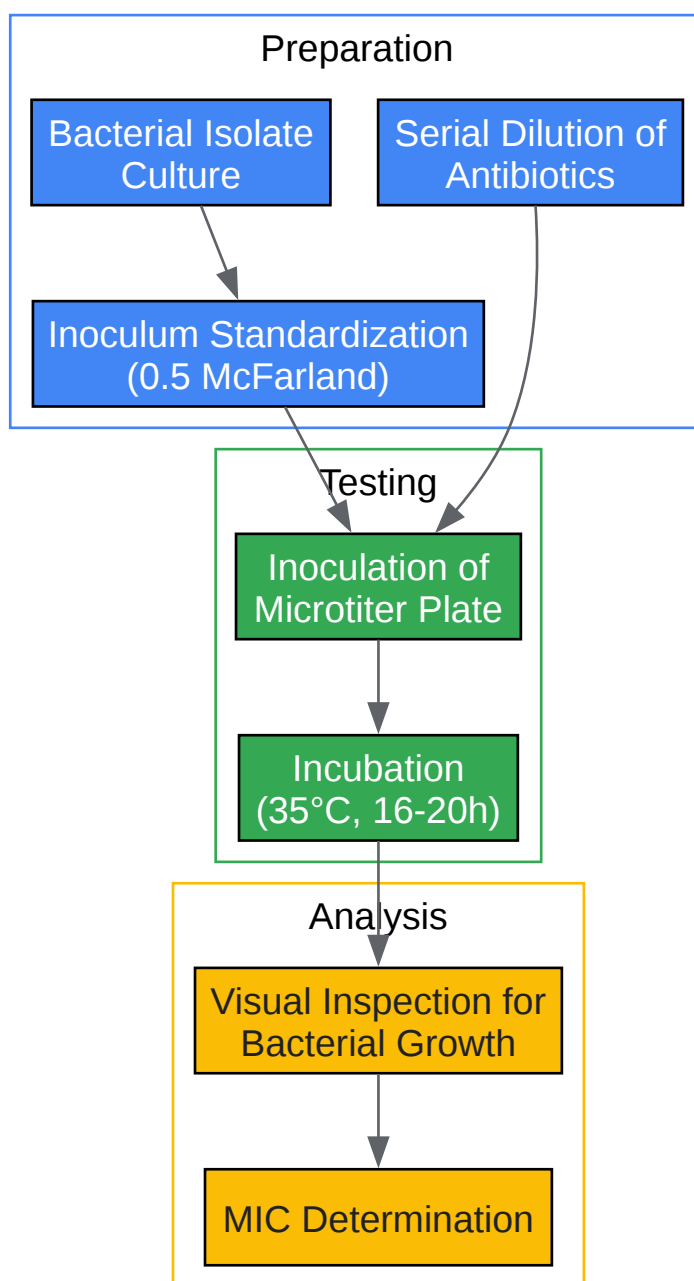 Preparation
Bacterial Isolate
Culture
Serial Dilution of
Antibiotics
Inoculum Standardization
(0.5 McFarland)
Testing
Inoculation of
Microtiter Plate
Incubation
(35°C, 16-20h)
Analysis
Visual Inspection for
Bacterial Growth
MIC Determination